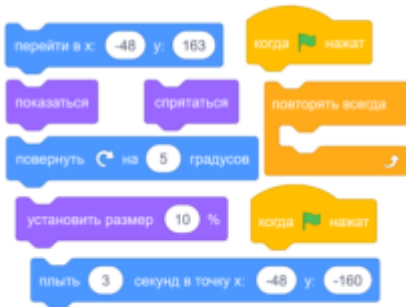 перейти в x: -48 y: 163
когда нажат
показаться
спрятаться
повторять всегда
повернуть на 5 градусов
установить размер 10 %
когда нажат
плыть 3 секунд в точку x: -48 y: -160